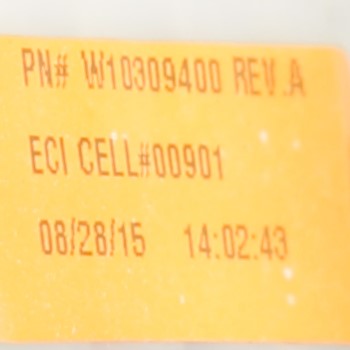 PN# W10309400 REV.A
ECI CELL#00901
08/28/15 14:02:43